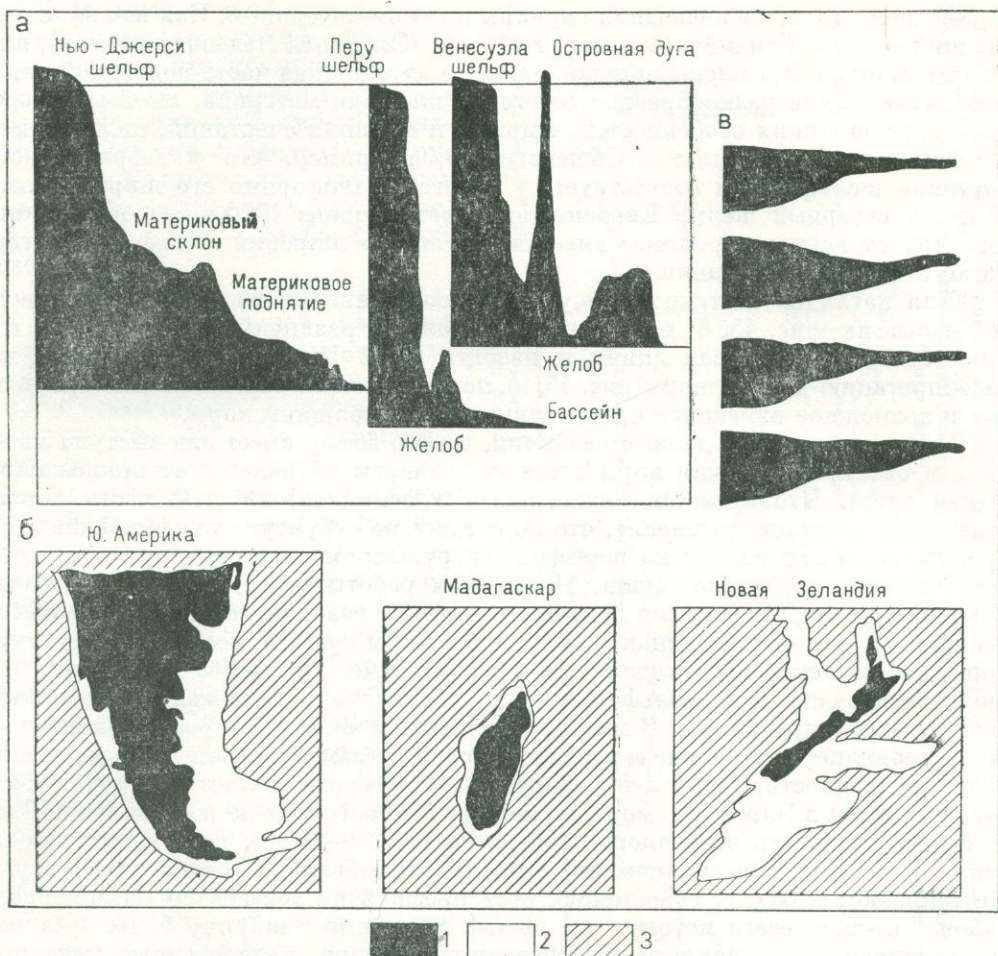 а
Нью-Джерси
шельф
Перу
шельф
Венесуэла
шельф
Островная дуга
Материковый
склон
Материковое
поднятие
Желоб
Желоб
Бассейн
в
б
Ю. Америка
Мадагаскар
Новая Зеландия
1 2 3